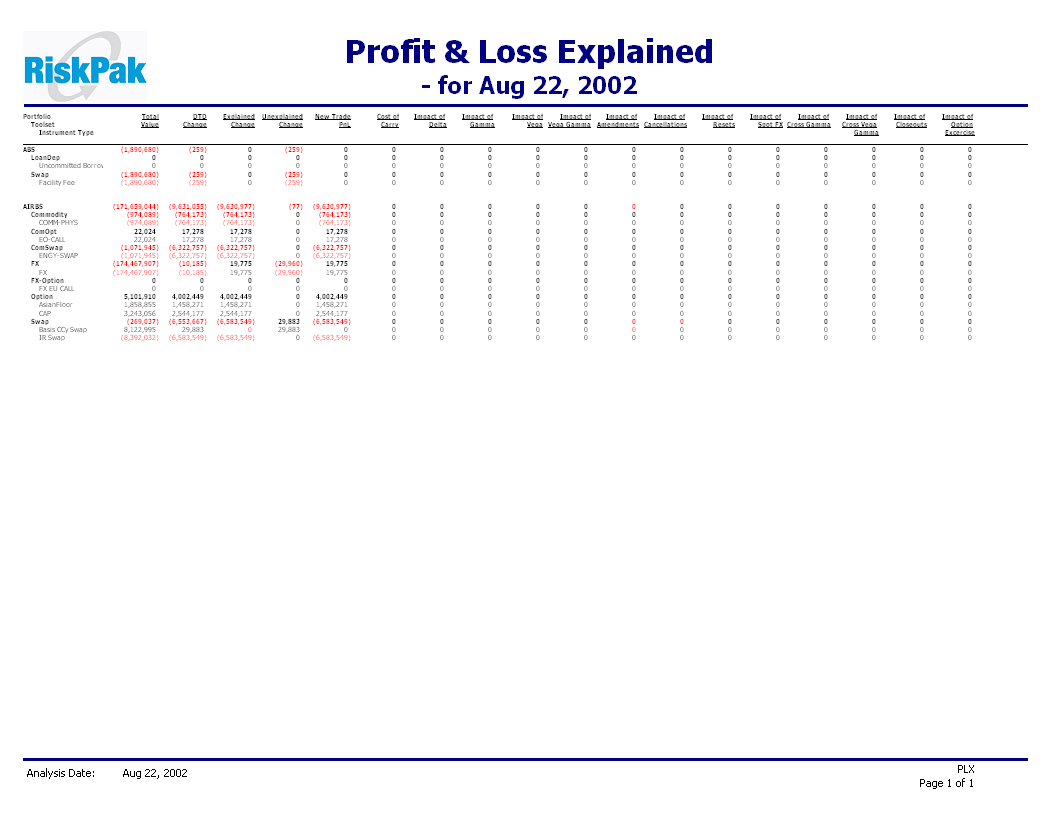 RiskPak
Profit & Loss Explained
- for Aug 22, 2002
Portfolio Total DTD Explained Unexplained New Trade Cost of Impact of Impact of Impact of Impact of Impact of Impact of Impact of Impact of Impact of Impact of Impact of Impact of
Toolset Value Change Change Change PnL Carry Delta Gamma Vega Vega Gamma Amendments Cancellations Resets Spot FX Cross Gamma Cross Vega Closeouts Option
Instrument Type Gamma Excercise
ABS (1,890,680) (259) 0 (259) 0 0 0 0 0 0 0 0 0 0 0 0 0 0
LoanDep 0 0 0 0 0 0 0 0 0 0 0 0 0 0 0 0 0 0
Uncommitted Borrov 0 0 0 0 0 0 0 0 0 0 0 0 0 0 0 0 0 0
Swap (1,890,680) (259) 0 (259) 0 0 0 0 0 0 0 0 0 0 0 0 0 0
Facility Fee (1,890,680) (259) 0 (259) 0 0 0 0 0 0 0 0 0 0 0 0 0 0
AIRBS (171,659,044) (9,631,055) (9,630,977) (77) (9,630,977) 0 0 0 0 0 0 0 0 0 0 0 0 0
Commodity (974,089) (764,173) (764,173) 0 (764,173) 0 0 0 0 0 0 0 0 0 0 0 0 0
COMM-PHYS (974,089) (764,173) (764,173) 0 (764,173) 0 0 0 0 0 0 0 0 0 0 0 0 0
ComOpt 22,024 17,278 17,278 0 17,278 0 0 0 0 0 0 0 0 0 0 0 0 0
EO-CALL 22,024 17,278 17,278 0 17,278 0 0 0 0 0 0 0 0 0 0 0 0 0
ComSwap (1,071,945) (6,322,757) (6,322,757) 0 (6,322,757) 0 0 0 0 0 0 0 0 0 0 0 0 0
ENGY-SWAP (1,071,945) (6,322,757) (6,322,757) 0 (6,322,757) 0 0 0 0 0 0 0 0 0 0 0 0 0
FX (174,467,907) (10,185) 19,775 (29,960) 19,775 0 0 0 0 0 0 0 0 0 0 0 0 0
FX (174,467,907) (10,185) 19,775 (29,960) 19,775 0 0 0 0 0 0 0 0 0 0 0 0 0
FX-Option 0 0 0 0 0 0 0 0 0 0 0 0 0 0 0 0 0 0
FX EU CALL 0 0 0 0 0 0 0 0 0 0 0 0 0 0 0 0 0 0
Option 5,101,910 4,002,449 4,002,449 0 4,002,449 0 0 0 0 0 0 0 0 0 0 0 0 0
AsianFloor 1,858,855 1,458,271 1,458,271 0 1,458,271 0 0 0 0 0 0 0 0 0 0 0 0 0
CAP 3,243,056 2,544,177 2,544,177 0 2,544,177 0 0 0 0 0 0 0 0 0 0 0 0 0
Swap (269,037) (6,553,667) (6,583,549) 29,883 (6,583,549) 0 0 0 0 0 0 0 0 0 0 0 0 0
Basis CCy Swap 8,122,995 29,883 0 29,883 0 0 0 0 0 0 0 0 0 0 0 0 0 0
IR Swap (8,392,032) (6,583,549) (6,583,549) 0 (6,583,549) 0 0 0 0 0 0 0 0 0 0 0 0 0
Analysis Date: Aug 22, 2002 PLX
Page 1 of 1